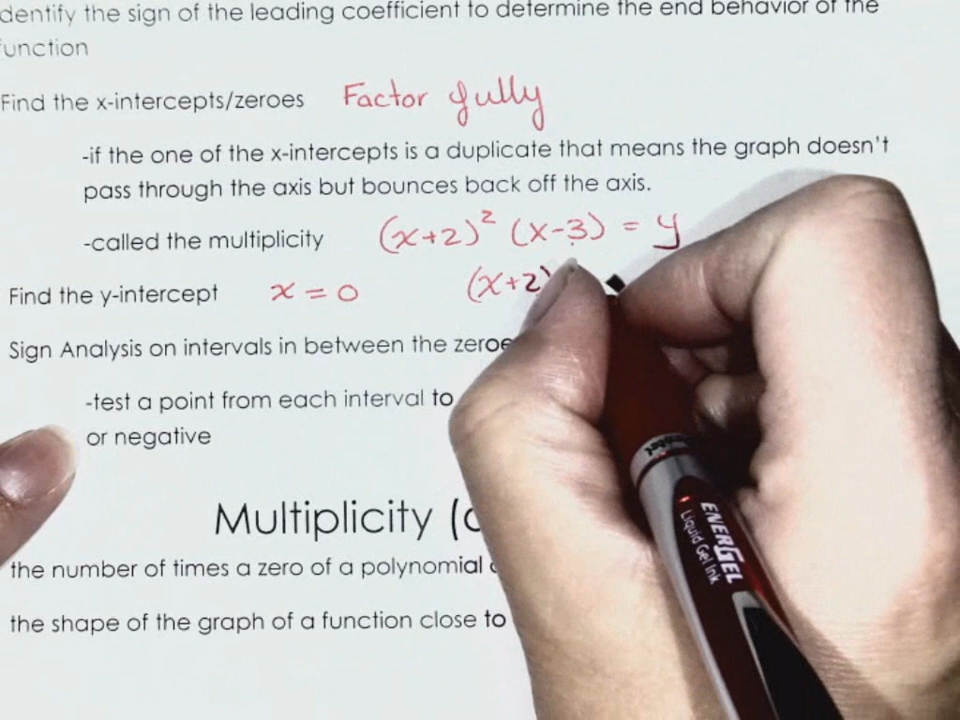 dentify the sign of the leading coefficient to determine the end behavior of the
function
Find the x-intercepts/zeroes Factor fully
-if the one of the x-intercepts is a duplicate that means the graph doesn't
pass through the axis but bounces back off the axis.
-called the multiplicity (x+2)² (x-3) = y
(x+2)
Find the y-intercept x = 0
Sign Analysis on intervals in between the zeroe
-test a point from each interval to
or negative
Multiplicity (
the number of times a zero of a polynomial
the shape of the graph of a function close to
ENERGEL
Liquid Gel Ink